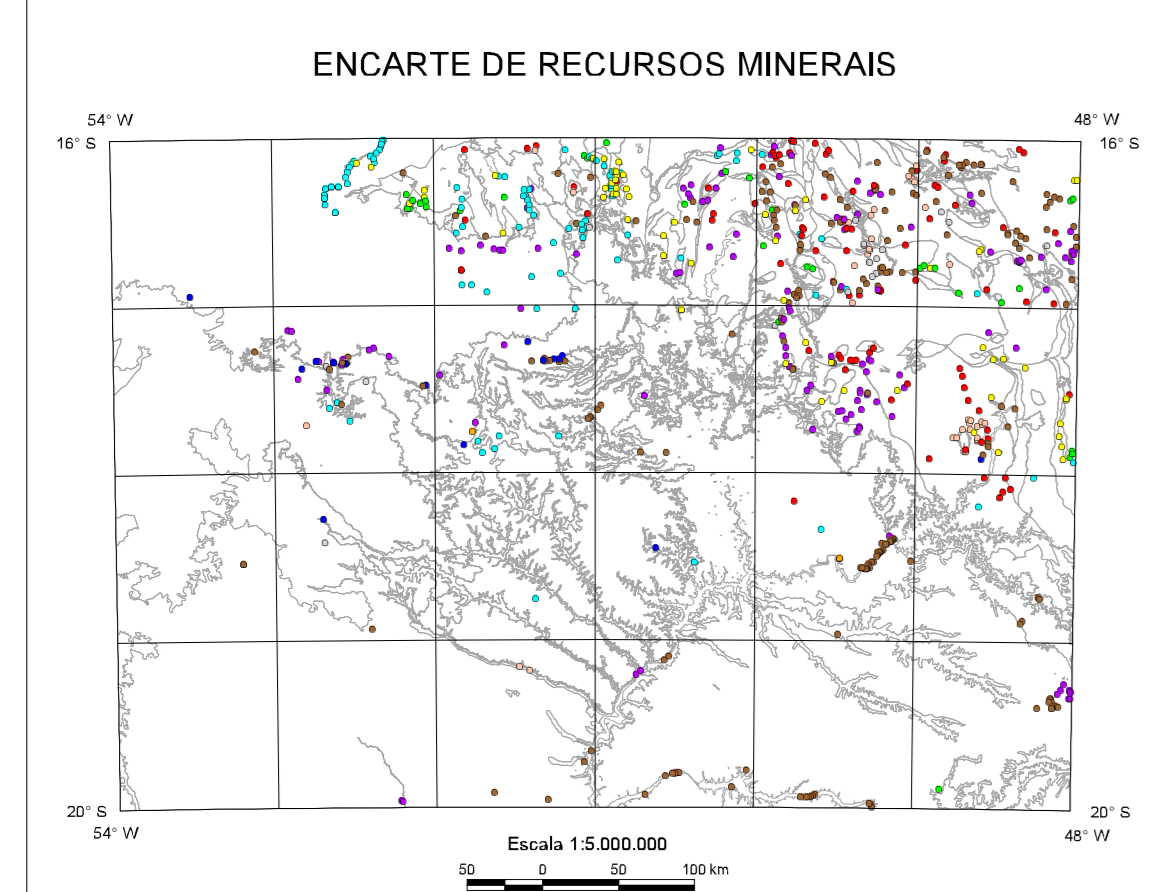 ENCARTE DE RECURSOS MINERAIS
54° W
48° W
16° S
16° S
20° S
20° S
54° W
48° W
Escala 1:5.000.000
50 0 50 100 km